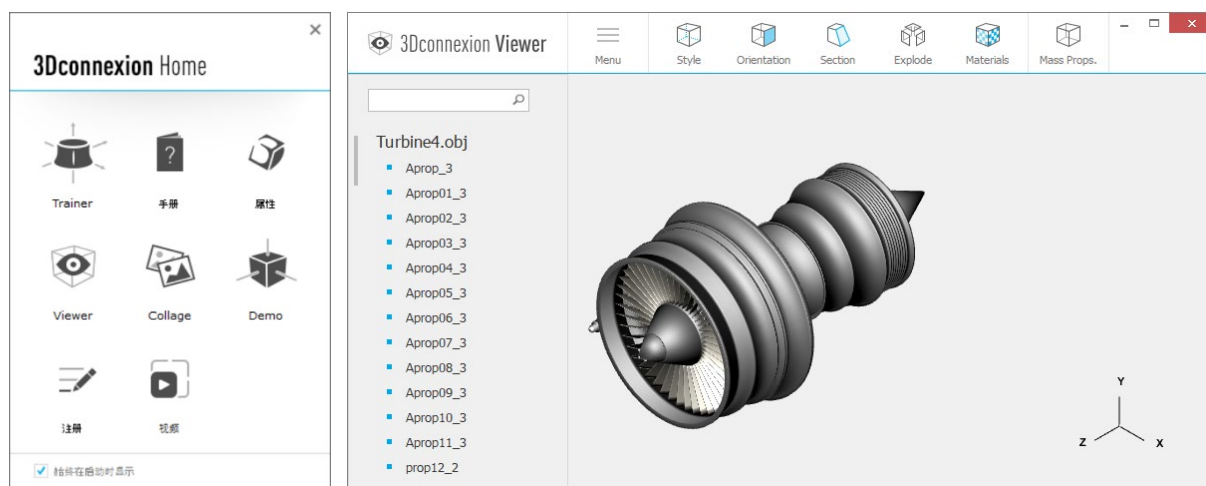 3Dconnexion Home
Trainer
手册
属性
Viewer
Collage
Demo
注册
视频
始终在启动时显示
3Dconnexion Viewer
Menu
Style
Orientation
Section
Explode
Materials
Mass Props.
Turbine4.obj
Aprop_3
Aprop01_3
Aprop02_3
Aprop03_3
Aprop04_3
Aprop05_3
Aprop06_3
Aprop07_3
Aprop08_3
Aprop09_3
Aprop10_3
Aprop11_3
prop12_2
Y
Z
X